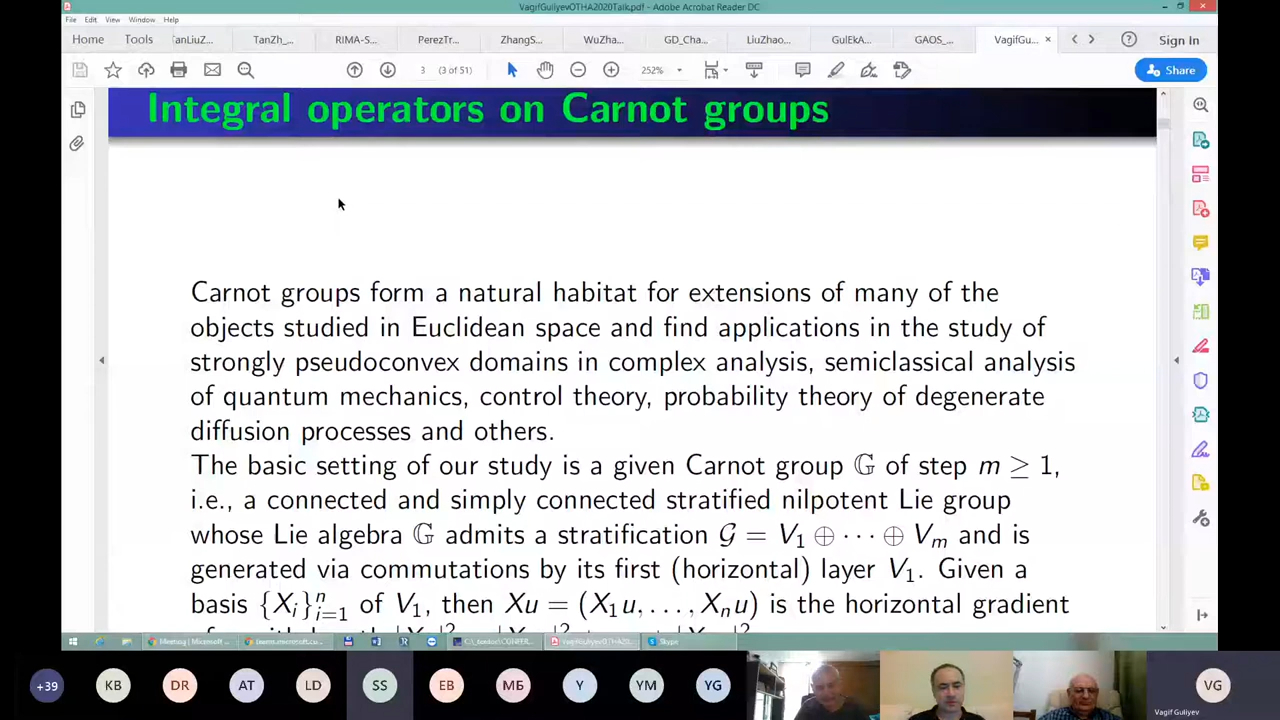 VagifGuliyevOTHA2020Talk.pdf - Adobe Acrobat Reader DC
File Edit View Window Help
Home Tools TanLiuZ... TanZh_... RIMA-S... PerezTr... ZhangS... WuZha... GD_Cha... LiuZhao... GulEkA... GAOS_... VagifGu... × Sign In
3 (3 of 51) 252% Share
Integral operators on Carnot groups
Carnot groups form a natural habitat for extensions of many of the
objects studied in Euclidean space and find applications in the study of
strongly pseudoconvex domains in complex analysis, semiclassical analysis
of quantum mechanics, control theory, probability theory of degenerate
diffusion processes and others.
The basic setting of our study is a given Carnot group 𝔾 of step m ≥ 1,
i.e., a connected and simply connected stratified nilpotent Lie group
whose Lie algebra 𝔾 admits a stratification 𝒢 = V₁ ⊕ · · · ⊕ Vₘ and is
generated via commutations by its first (horizontal) layer V₁. Given a
basis {Xᵢ}ⁿᵢ₌₁ of V₁, then Xu = (X₁u, . . . , Xₙu) is the horizontal gradient
Meeting | Microsoft ... VagifGuliyevOTHA20... Skype
+39 KB DR AT LD SS EB МБ Y YM YG VG
Vagif Guliyev